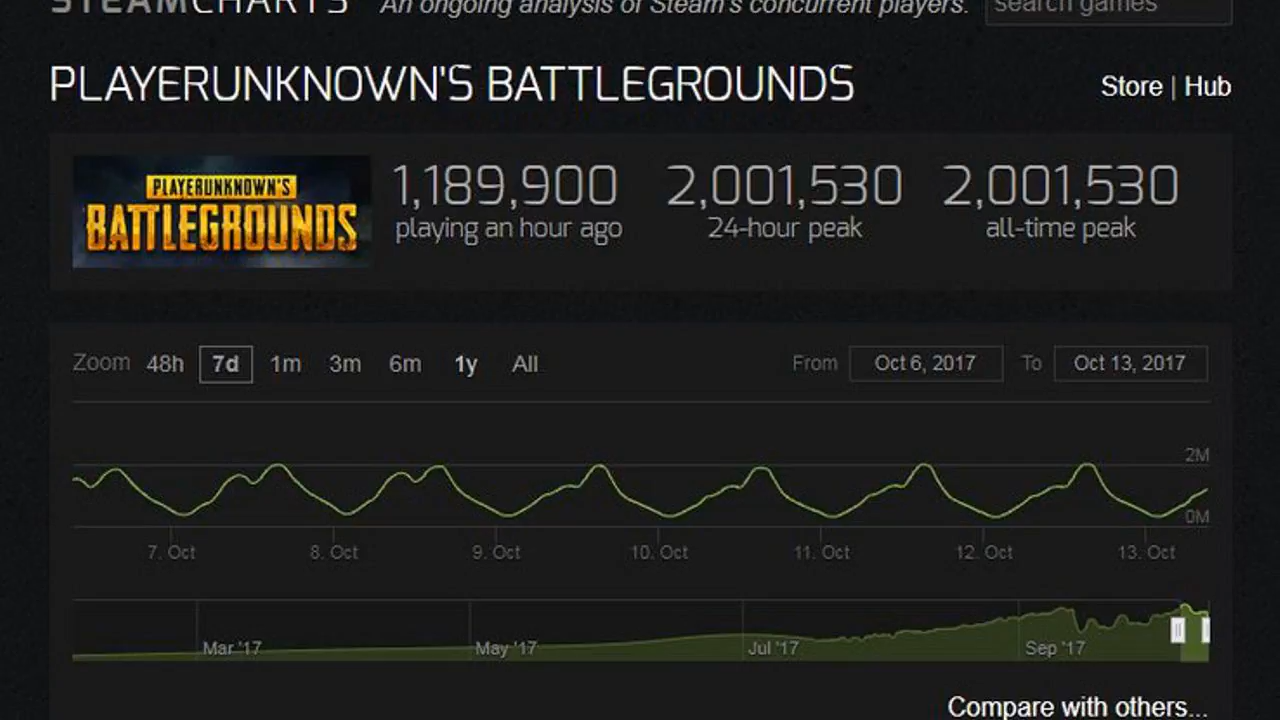 STEAMCHARTS An ongoing analysis of Steam's concurrent players. search games
PLAYERUNKNOWN'S BATTLEGROUNDS Store | Hub
PLAYERUNKNOWN'S
BATTLEGROUNDS
1,189,900 2,001,530 2,001,530
playing an hour ago 24-hour peak all-time peak
Zoom 48h 7d 1m 3m 6m 1y All From Oct 6, 2017 To Oct 13, 2017
2M
0M
7. Oct 8. Oct 9. Oct 10. Oct 11. Oct 12. Oct 13. Oct
Mar '17 May '17 Jul '17 Sep '17
Compare with others...